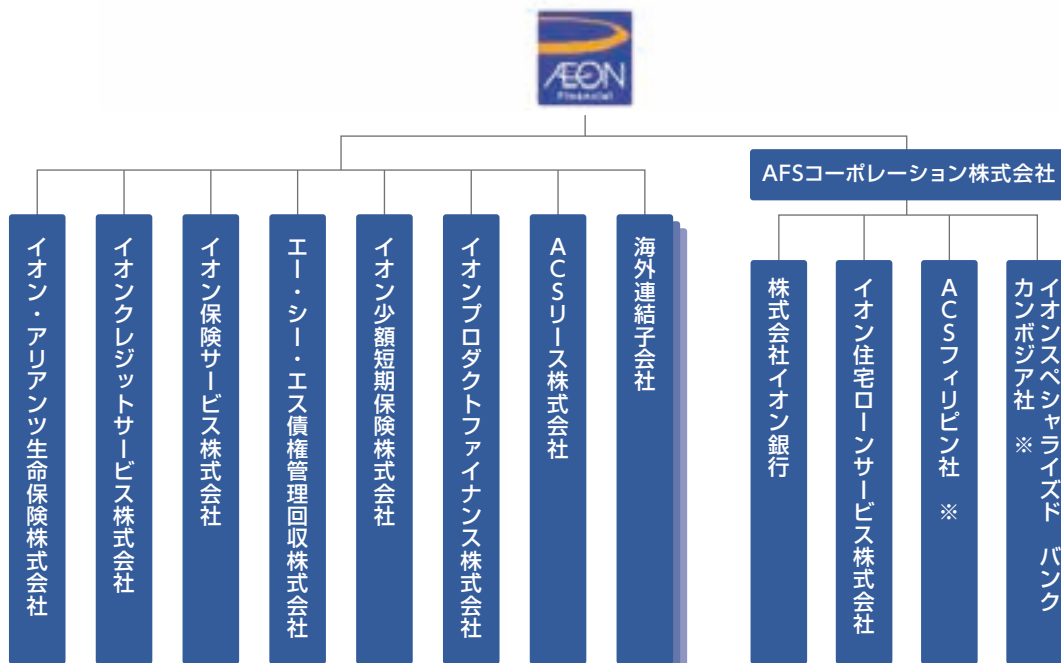 ÆON
Financial
AFSコーポレーション株式会社
イオン・アリアンツ生命保険株式会社
イオンクレジットサービス株式会社
イオン保険サービス株式会社
エー・シー・エス債権管理回収株式会社
イオン少額短期保険株式会社
イオンプロダクトファイナンス株式会社
ACSリース株式会社
海外連結子会社
株式会社イオン銀行
イオン住宅ローンサービス株式会社
ACSフィリピン社 ※
イオンスペシャライズド バンク
カンボジア社 ※